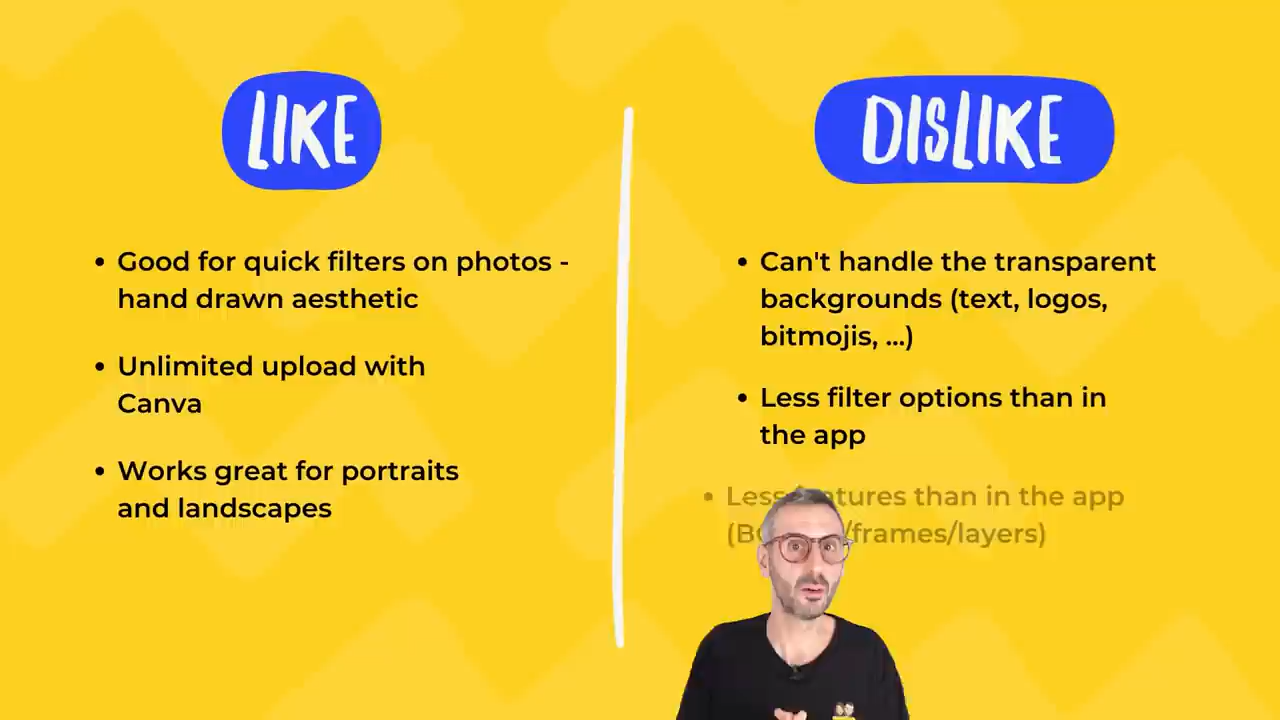 LIKE
• Good for quick filters on photos -
hand drawn aesthetic
• Unlimited upload with
Canva
• Works great for portraits
and landscapes
DISLIKE
• Can't handle the transparent
backgrounds (text, logos,
bitmojis, ...)
• Less filter options than in
the app
• Less than in the app
/frames/layers)